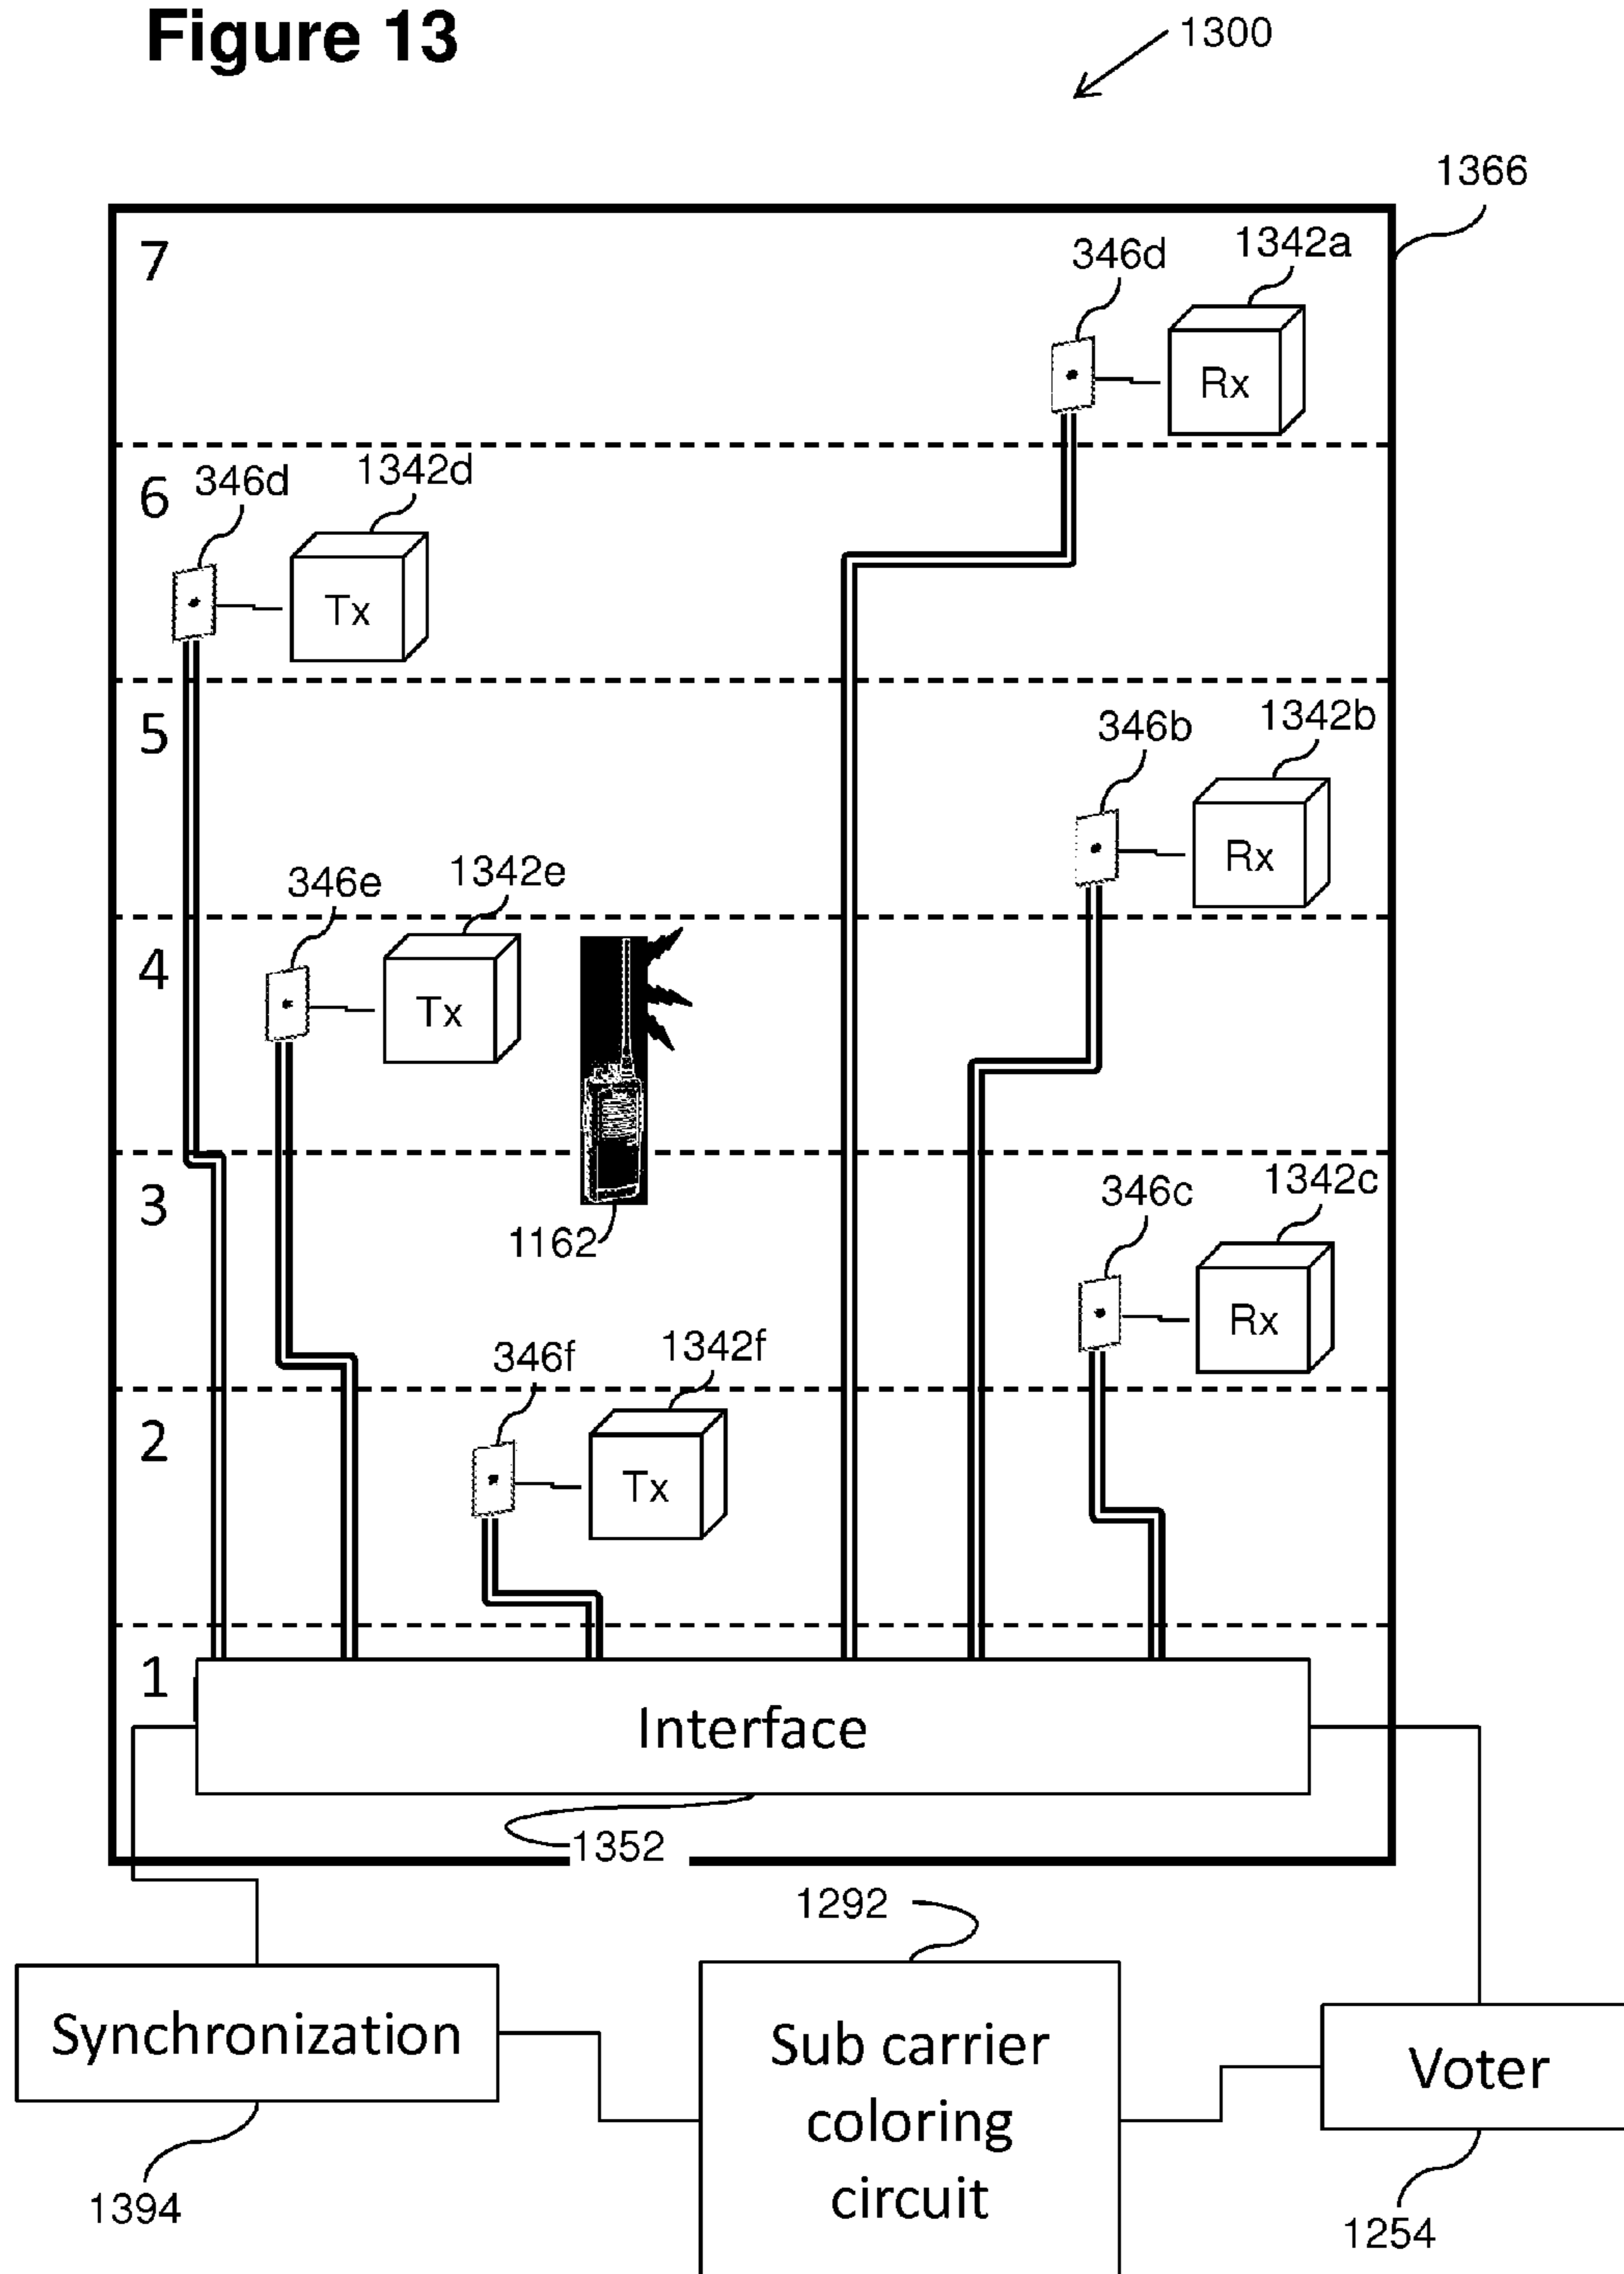 Figure 13
1300
1366
7
346d
1342a
Rx
6
346d
1342d
Tx
5
346b
1342b
Rx
4
346e
1342e
Tx
3
1162
346c
1342c
Rx
2
346f
1342f
Tx
1
Interface
1352
1292
Synchronization
Sub carrier
coloring
circuit
Voter
1394
1254